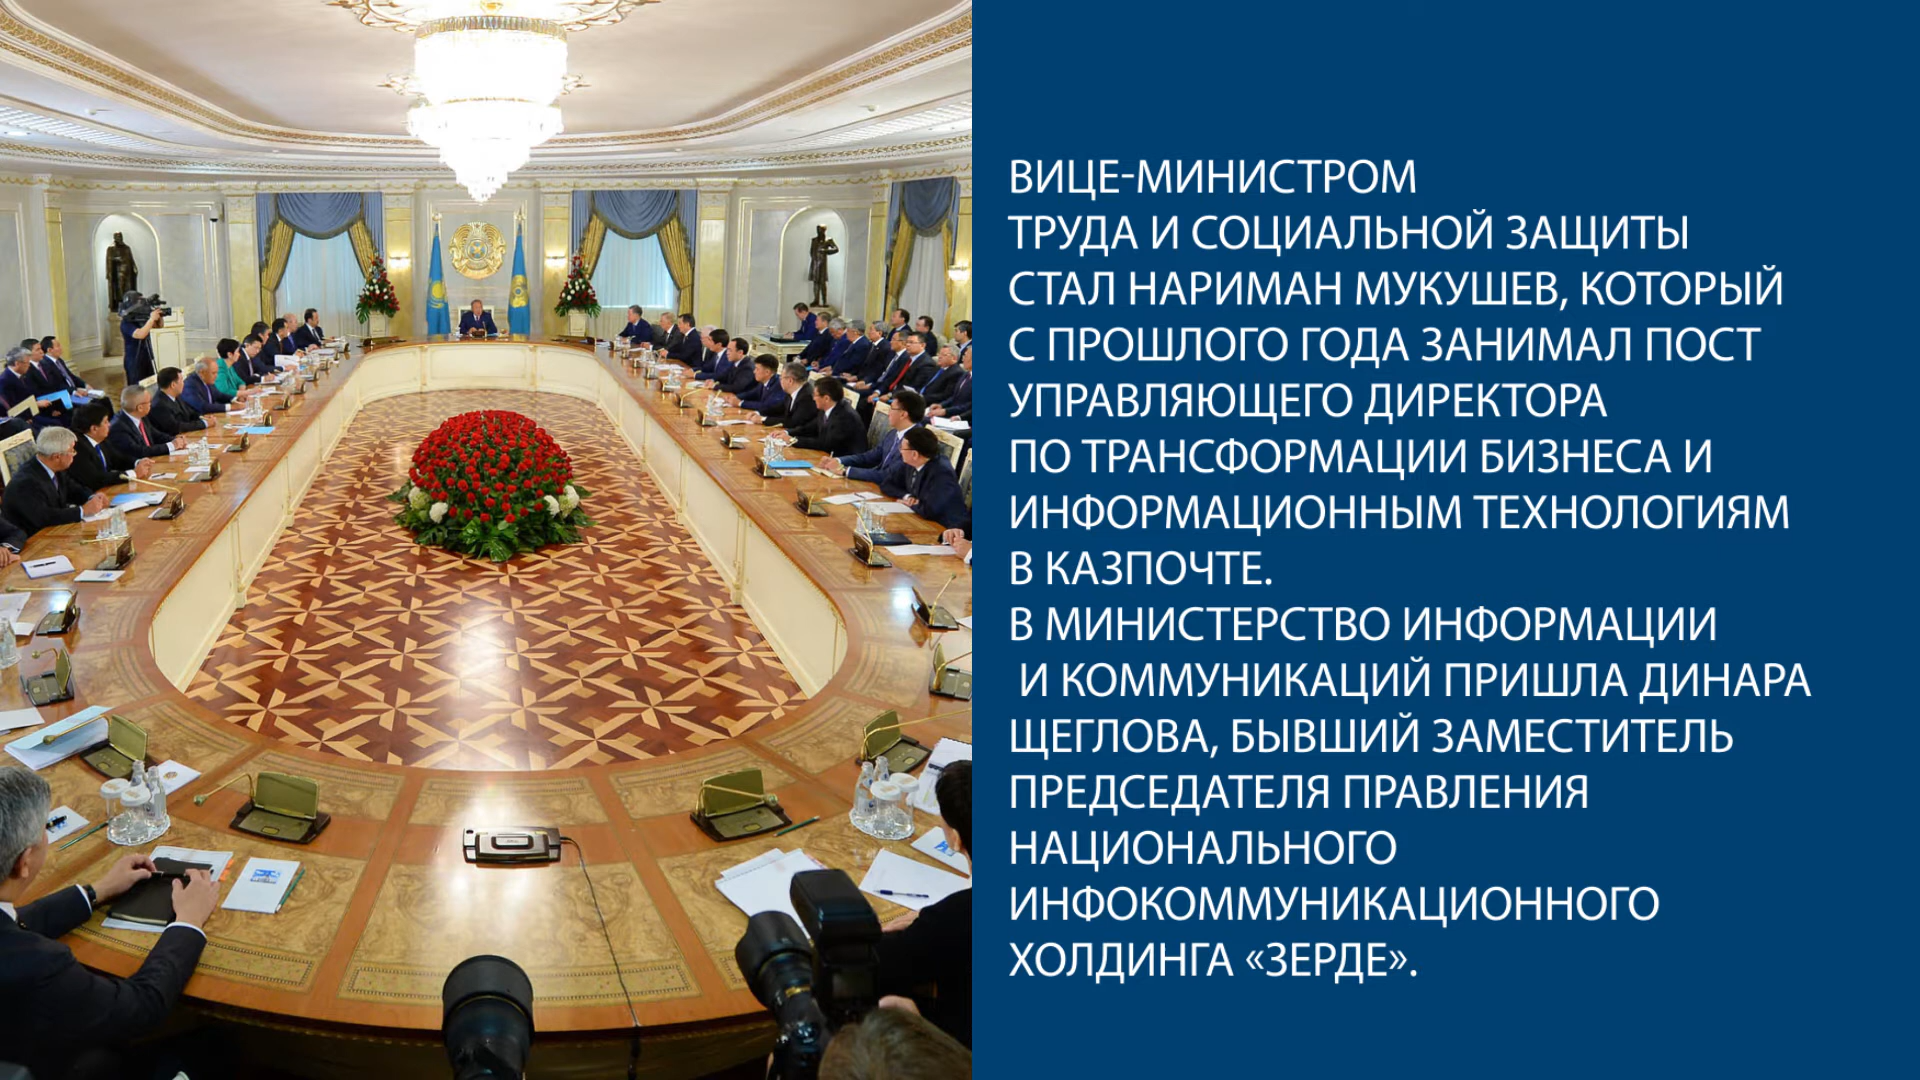 ВИЦЕ-МИНИСТРОМ
ТРУДА И СОЦИАЛЬНОЙ ЗАЩИТЫ
СТАЛ НАРИМАН МУКУШЕВ, КОТОРЫЙ
С ПРОШЛОГО ГОДА ЗАНИМАЛ ПОСТ
УПРАВЛЯЮЩЕГО ДИРЕКТОРА
ПО ТРАНСФОРМАЦИИ БИЗНЕСА И
ИНФОРМАЦИОННЫМ ТЕХНОЛОГИЯМ
В КАЗПОЧТЕ.
В МИНИСТЕРСТВО ИНФОРМАЦИИ
И КОММУНИКАЦИЙ ПРИШЛА ДИНАРА
ЩЕГЛОВА, БЫВШИЙ ЗАМЕСТИТЕЛЬ
ПРЕДСЕДАТЕЛЯ ПРАВЛЕНИЯ
НАЦИОНАЛЬНОГО
ИНФОКОММУНИКАЦИОННОГО
ХОЛДИНГА «ЗЕРДЕ».